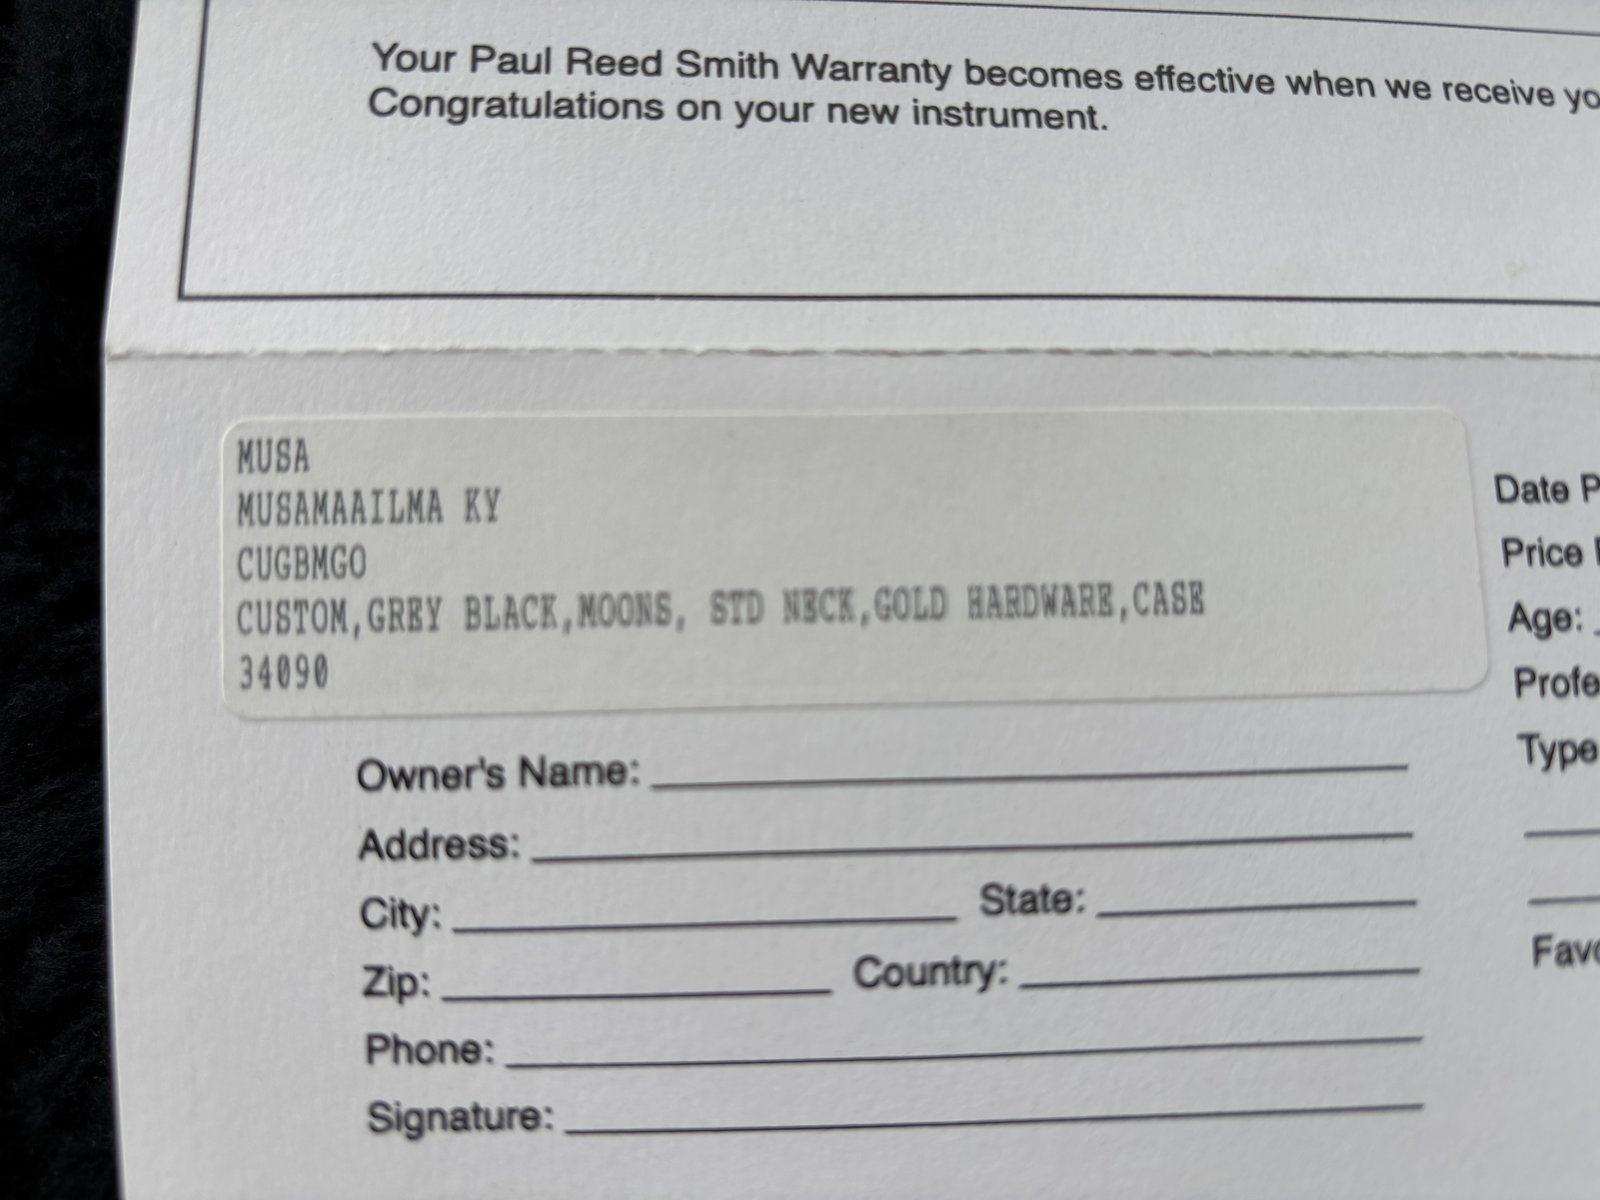 Your Paul Reed Smith Warranty becomes effective when we receive yo
Congratulations on your new instrument.
MUSA
MUSAMAAILMA KY
CUGBMGO
CUSTOM,GREY BLACK,MOONS, STD NECK,GOLD HARDWARE,CASE
34090
Date P
Price
Age:
Profe
Type
Favo
Owner's Name:
Address:
City: State:
Zip: Country:
Phone:
Signature: